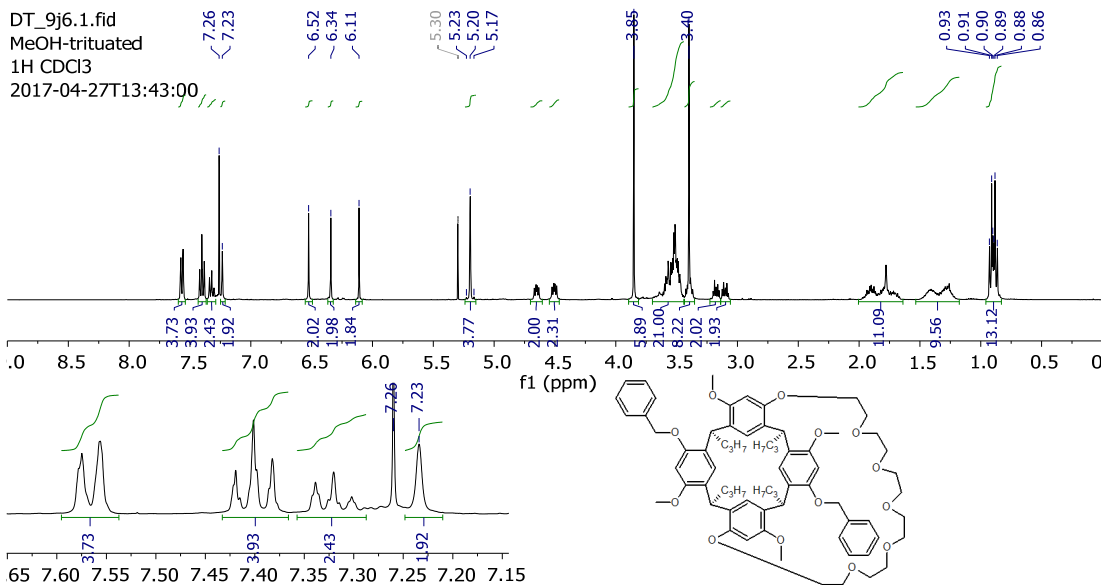 DT_9j6.1.fid
MeOH-trituated
1H CDCl3
2017-04-27T13:43:00
7.26 7.23 6.52 6.34 6.11 5.30 5.23 5.20 5.17 3.85 3.40 0.93 0.91 0.90 0.89 0.88 0.86
3.73 3.93 2.43 1.92 2.02 1.98 1.84 3.77 2.00 2.31 5.89 8.22 2.02 1.93 11.09 9.56 13.12
.0 8.5 8.0 7.5 7.0 6.5 6.0 5.5 5.0 4.5 4.0 3.5 3.0 2.5 2.0 1.5 1.0 0.5 0
f1 (ppm)
7.26 7.23
3.73 3.93 2.43 1.92
.65 7.60 7.55 7.50 7.45 7.40 7.35 7.30 7.25 7.20 7.15
O O O
O C3H7 H7C3 O O
O C3H7 H7C3 O O
O O O O